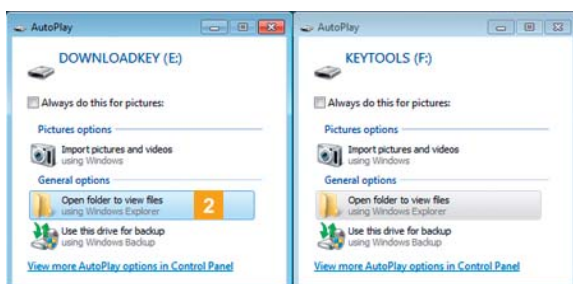 AutoPlay
DOWNLOADKEY (E:)
Always do this for pictures:
Pictures options
Import pictures and videos
using Windows
General options
Open folder to view files
using Windows Explorer
2
Use this drive for backup
using Windows Backup
View more AutoPlay options in Control Panel
AutoPlay
KEYTOOLS (F:)
Always do this for pictures:
Pictures options
Import pictures and videos
using Windows
General options
Open folder to view files
using Windows Explorer
Use this drive for backup
using Windows Backup
View more AutoPlay options in Control Panel